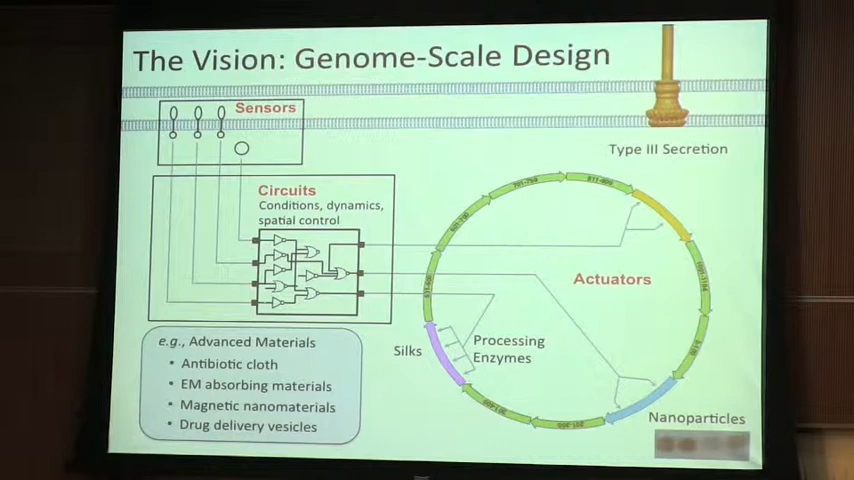 The Vision: Genome-Scale Design
Sensors
Type III Secretion
Circuits
Conditions, dynamics,
spatial control
Actuators
Silks
Processing
Enzymes
Nanoparticles
e.g., Advanced Materials
• Antibiotic cloth
• EM absorbing materials
• Magnetic nanomaterials
• Drug delivery vesicles